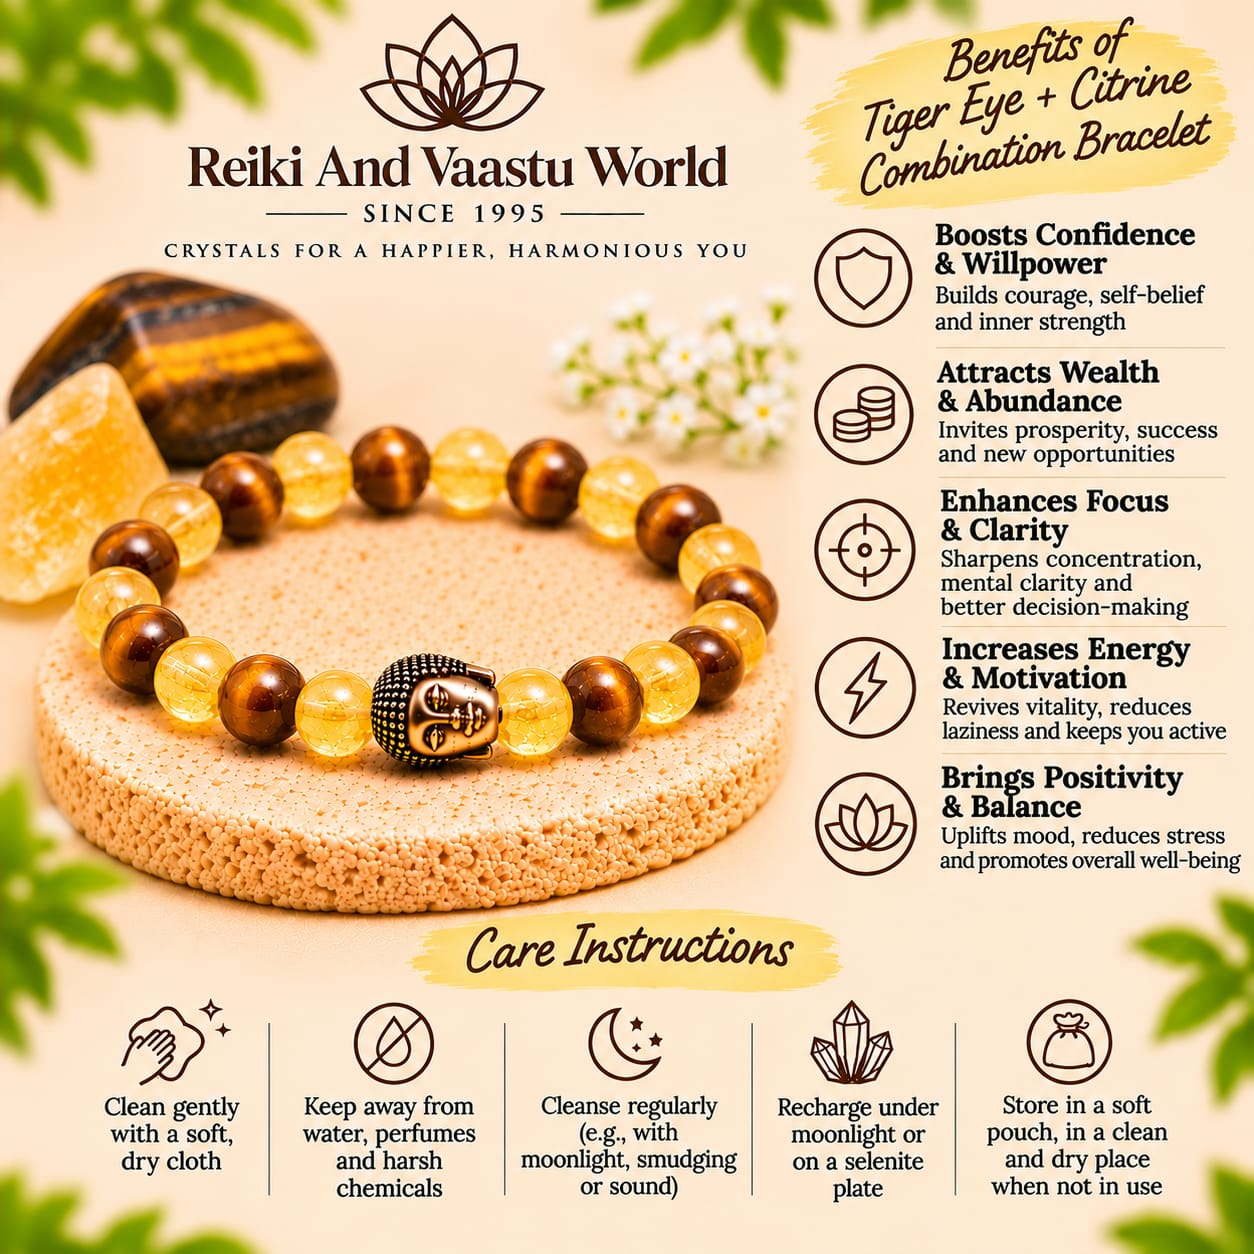 Reiki And Vaastu World
SINCE 1995
CRYSTALS FOR A HAPPIER, HARMONIOUS YOU
Benefits of
Tiger Eye + Citrine
Combination Bracelet
Boosts Confidence
& Willpower
Builds courage, self-belief
and inner strength
Attracts Wealth
& Abundance
Invites prosperity, success
and new opportunities
Enhances Focus
& Clarity
Sharpens concentration,
mental clarity and
better decision-making
Increases Energy
& Motivation
Revives vitality, reduces
laziness and keeps you active
Brings Positivity
& Balance
Uplifts mood, reduces stress
and promotes overall well-being
Care Instructions
Clean gently
with a soft,
dry cloth
Keep away from
water, perfumes
and harsh
chemicals
Cleanse regularly
(e.g., with
moonlight, smudging
or sound)
Recharge under
moonlight or
on a selenite
plate
Store in a soft
pouch, in a clean
and dry place
when not in use